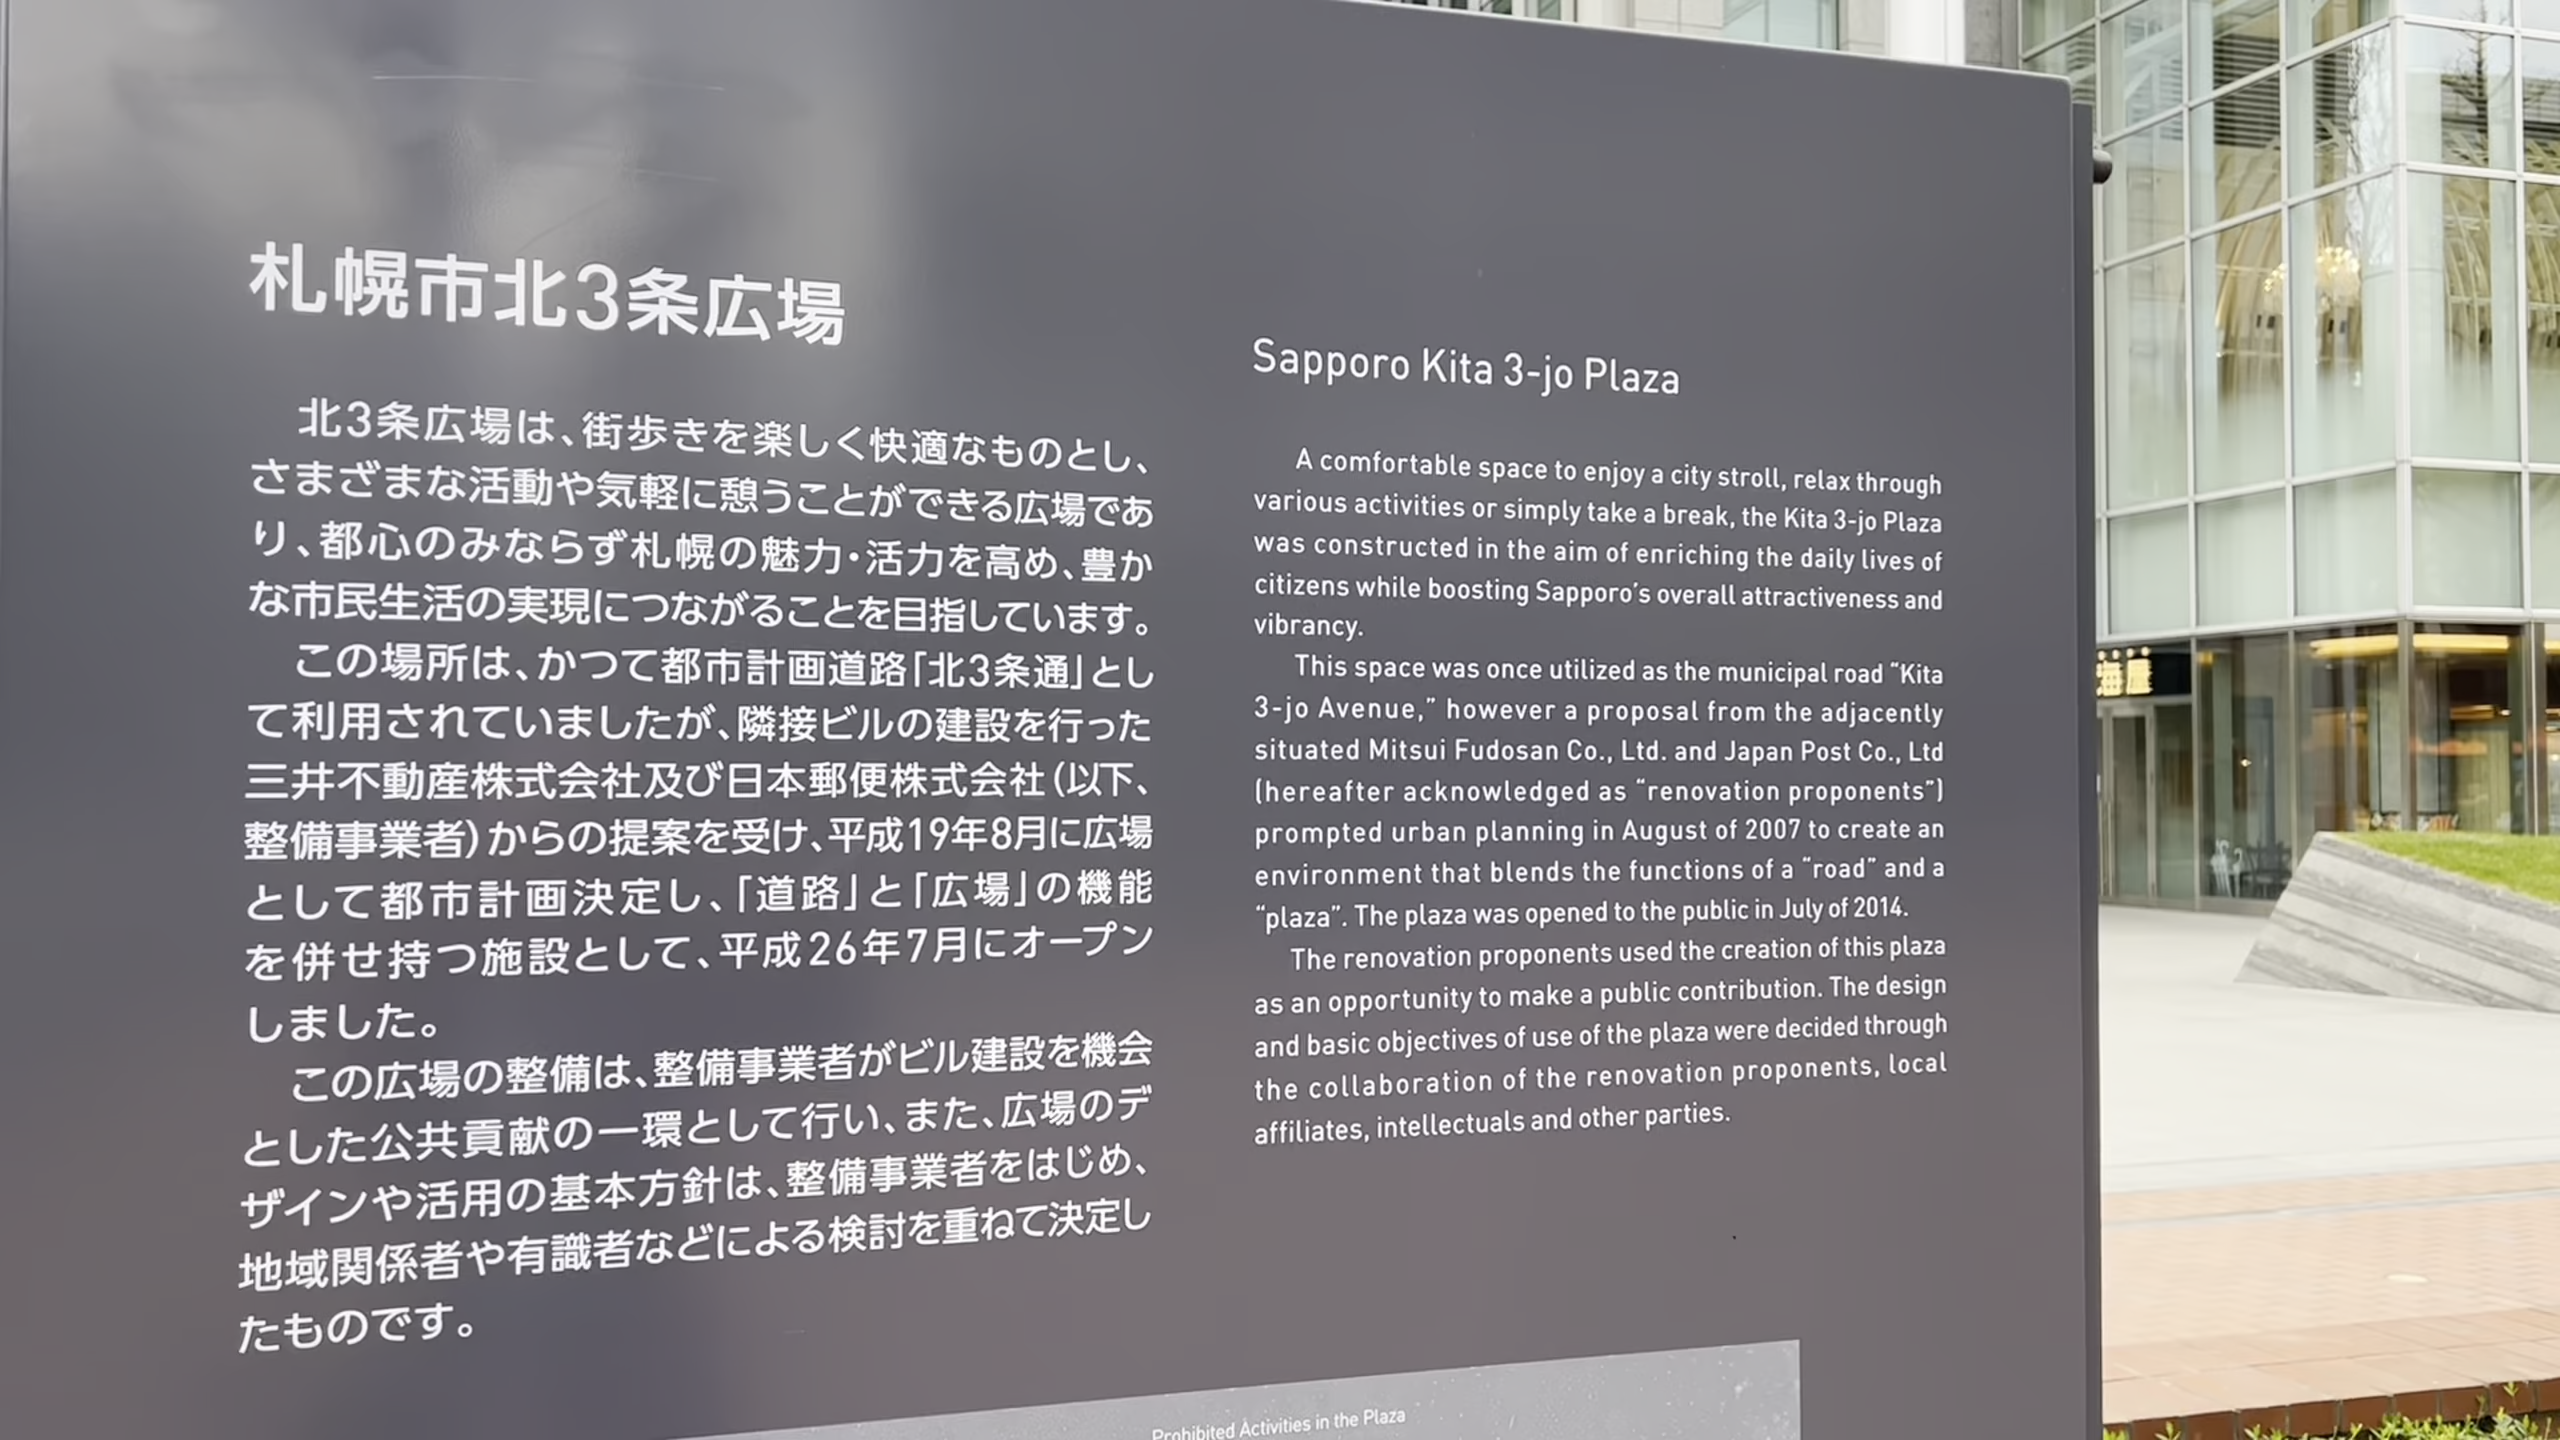 札幌市北3条広場
北3条広場は、街歩きを楽しく快適なものとし、
さまざまな活動や気軽に憩うことができる広場であ
り、都心のみならず札幌の魅力・活力を高め、豊か
な市民生活の実現につながることを目指しています。
この場所は、かつて都市計画道路「北3条通」とし
て利用されていましたが、隣接ビルの建設を行った
三井不動産株式会社及び日本郵便株式会社(以下、
整備事業者)からの提案を受け、平成19年8月に広場
として都市計画決定し、「道路」と「広場」の機能
を併せ持つ施設として、平成26年7月にオープン
しました。
この広場の整備は、整備事業者がビル建設を機会
とした公共貢献の一環として行い、また、広場のデ
ザインや活用の基本方針は、整備事業者をはじめ、
地域関係者や有識者などによる検討を重ねて決定し
たものです。
Sapporo Kita 3-jo Plaza
A comfortable space to enjoy a city stroll, relax through
various activities or simply take a break, the Kita 3-jo Plaza
was constructed in the aim of enriching the daily lives of
citizens while boosting Sapporo's overall attractiveness and
vibrancy.
This space was once utilized as the municipal road “Kita
3-jo Avenue,” however a proposal from the adjacently
situated Mitsui Fudosan Co., Ltd. and Japan Post Co., Ltd
(hereafter acknowledged as “renovation proponents”)
prompted urban planning in August of 2007 to create an
environment that blends the functions of a “road” and a
“plaza”. The plaza was opened to the public in July of 2014.
The renovation proponents used the creation of this plaza
as an opportunity to make a public contribution. The design
and basic objectives of use of the plaza were decided through
the collaboration of the renovation proponents, local
affiliates, intellectuals and other parties.
Prohibited Activities in the Plaza